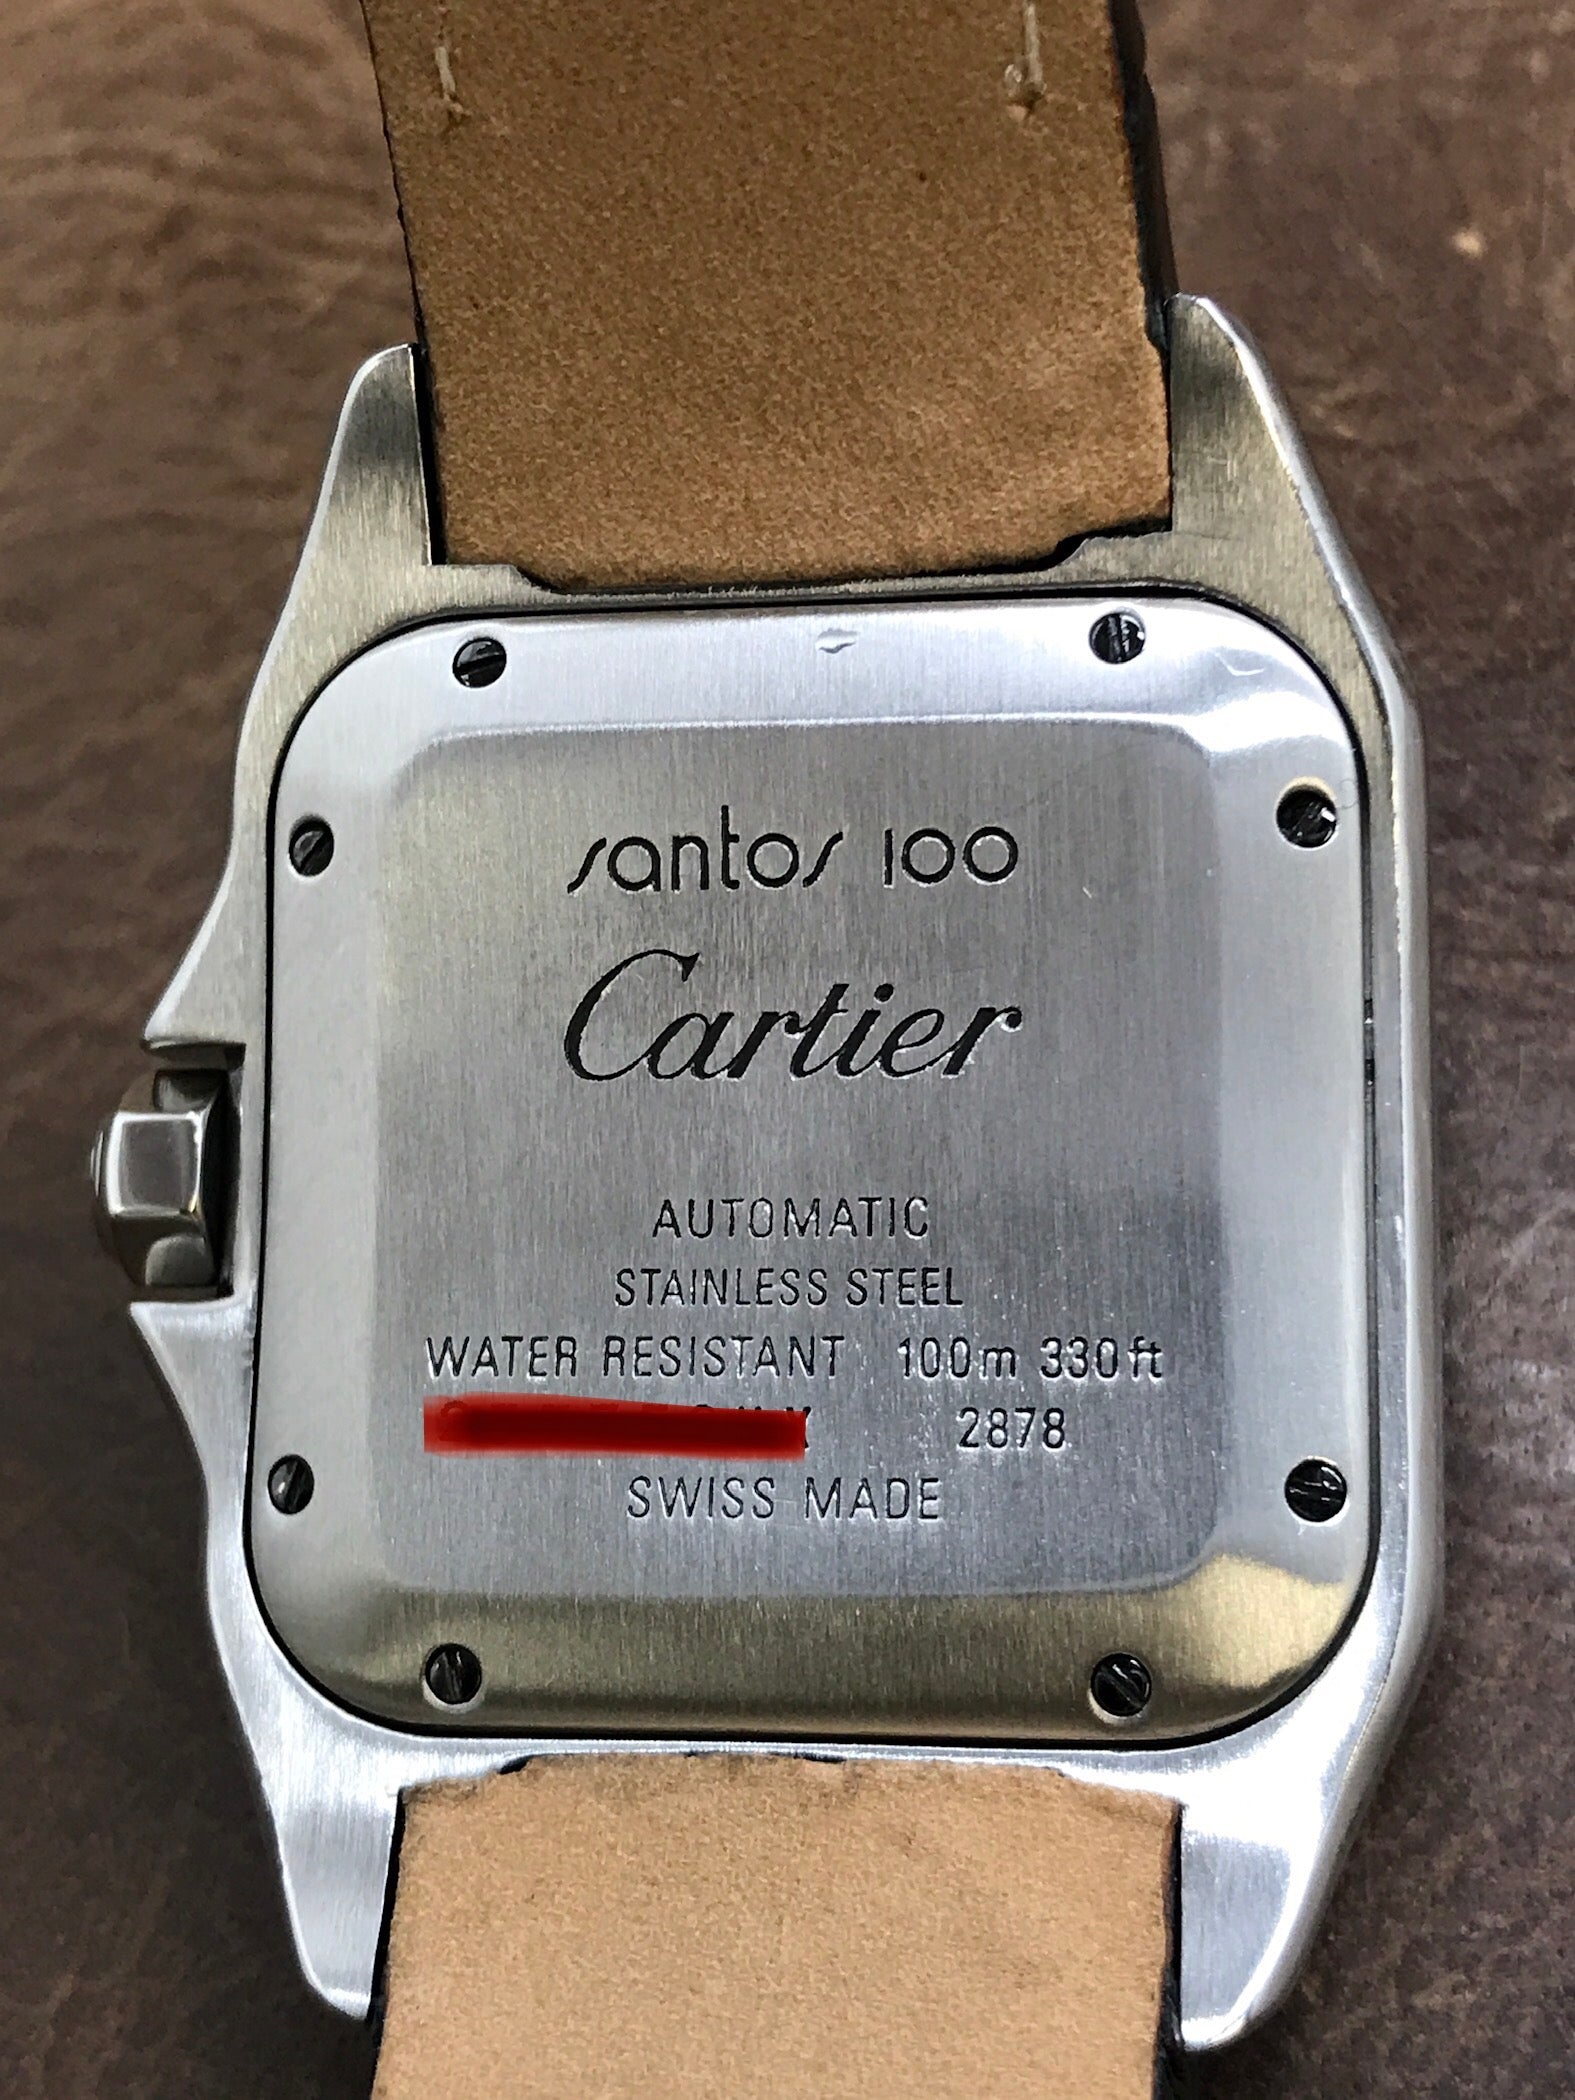 santos 100
Cartier
AUTOMATIC
STAINLESS STEEL
WATER RESISTANT 100m 330ft
2878
SWISS MADE